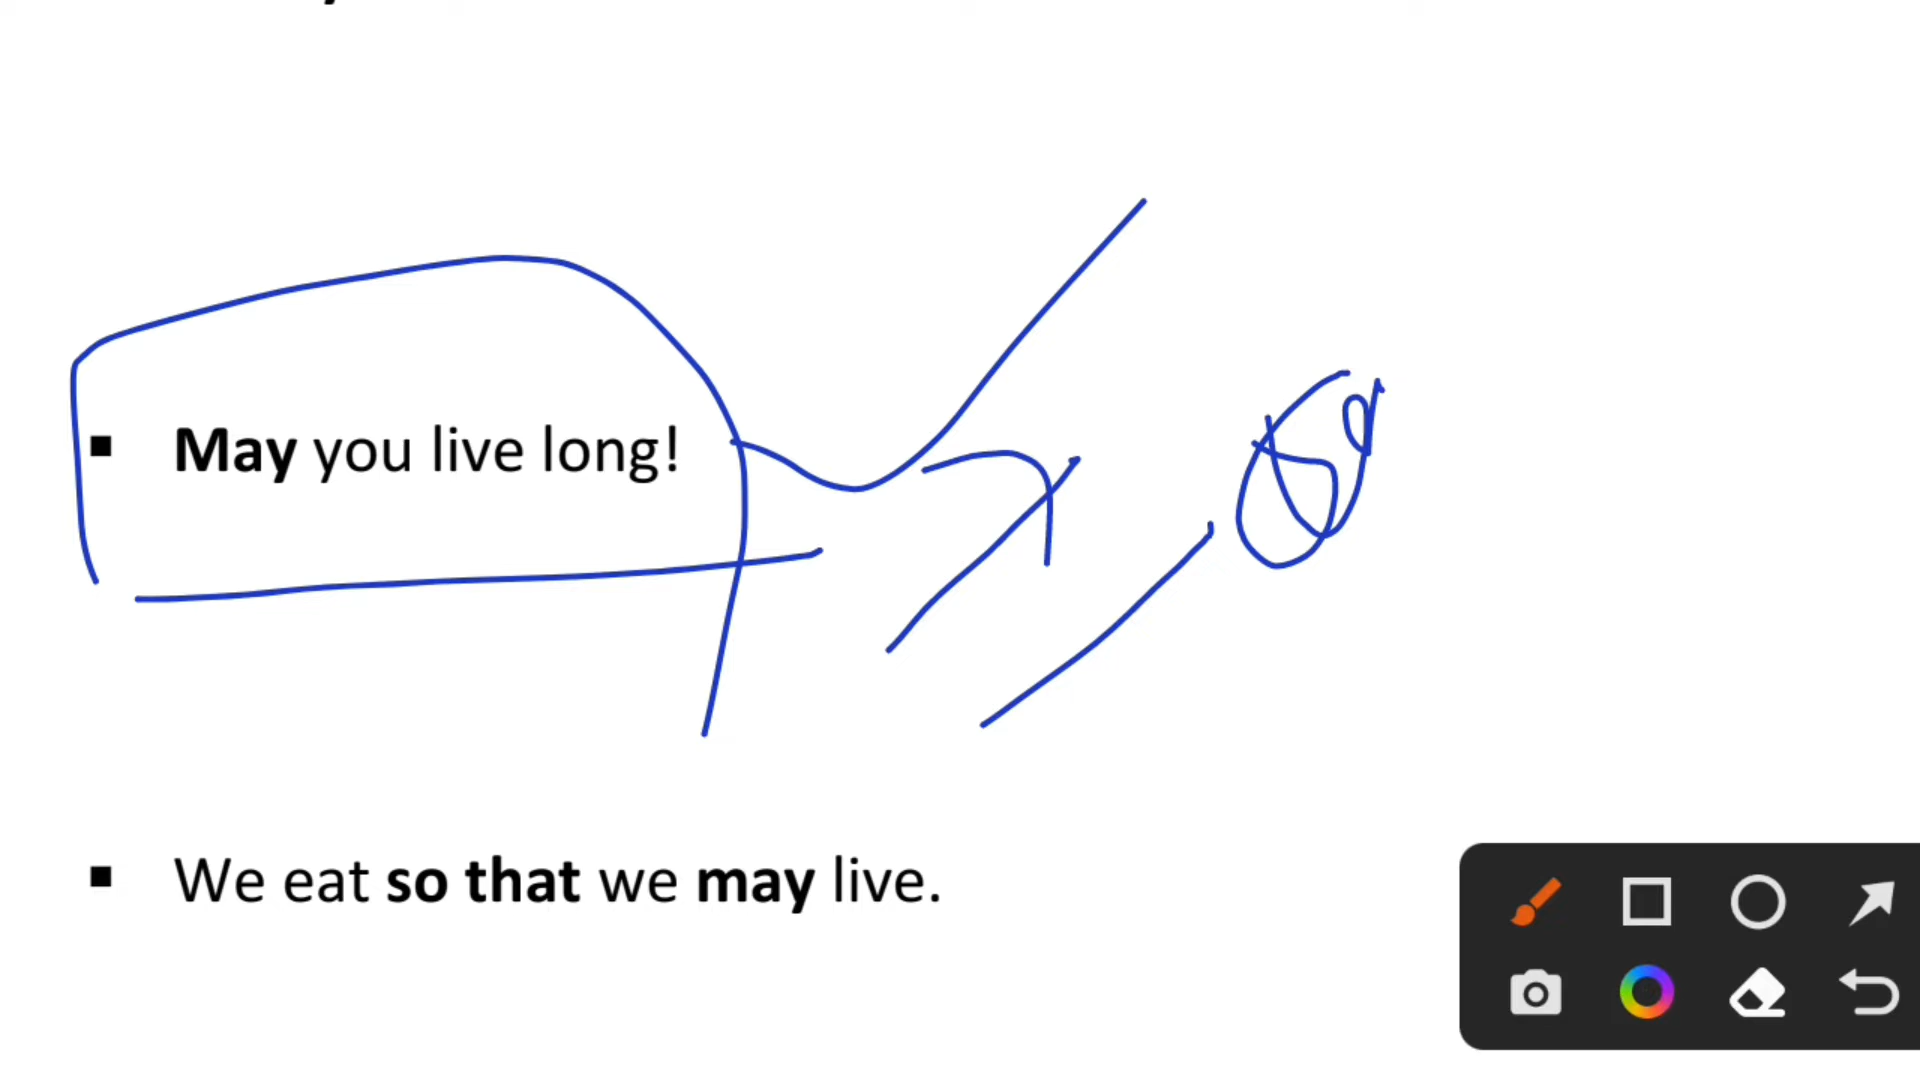 ▪ May you live long!
▪ We eat so that we may live.